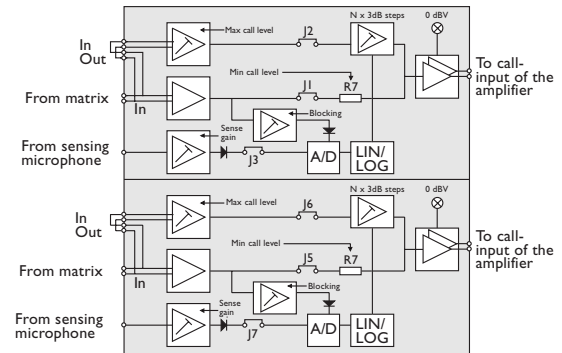 N x 3dB steps
0 dBV
J2
Max call level
In
Out
To call-
input of the
amplifier
Min call level
R7
J1
From matrix
In
Blocking
Sense
gain
From sensing
microphone
J3
A/D
LIN/
LOG
N x 3dB steps
0 dBV
J6
Max call level
In
Out
To call-
input of the
amplifier
Min call level
R7
J5
From matrix
In
Blocking
Sense
gain
From sensing
microphone
J7
A/D
LIN/
LOG